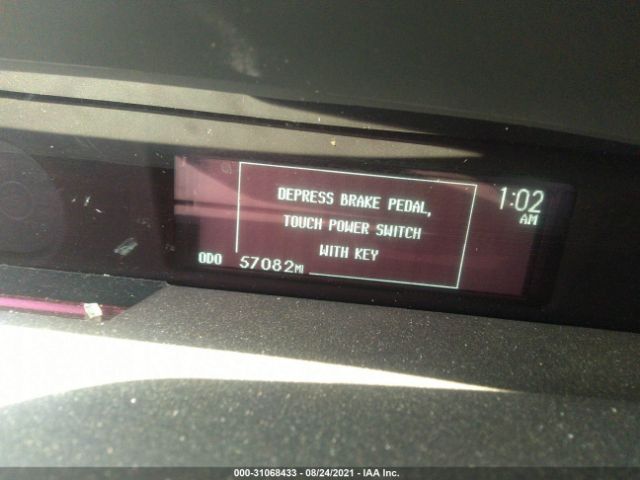 DEPRESS BRAKE PEDAL,
TOUCH POWER SWITCH
WITH KEY
1:02
AM
ODO 57082MI
000-31068433 - 08/24/2021 - IAA Inc.